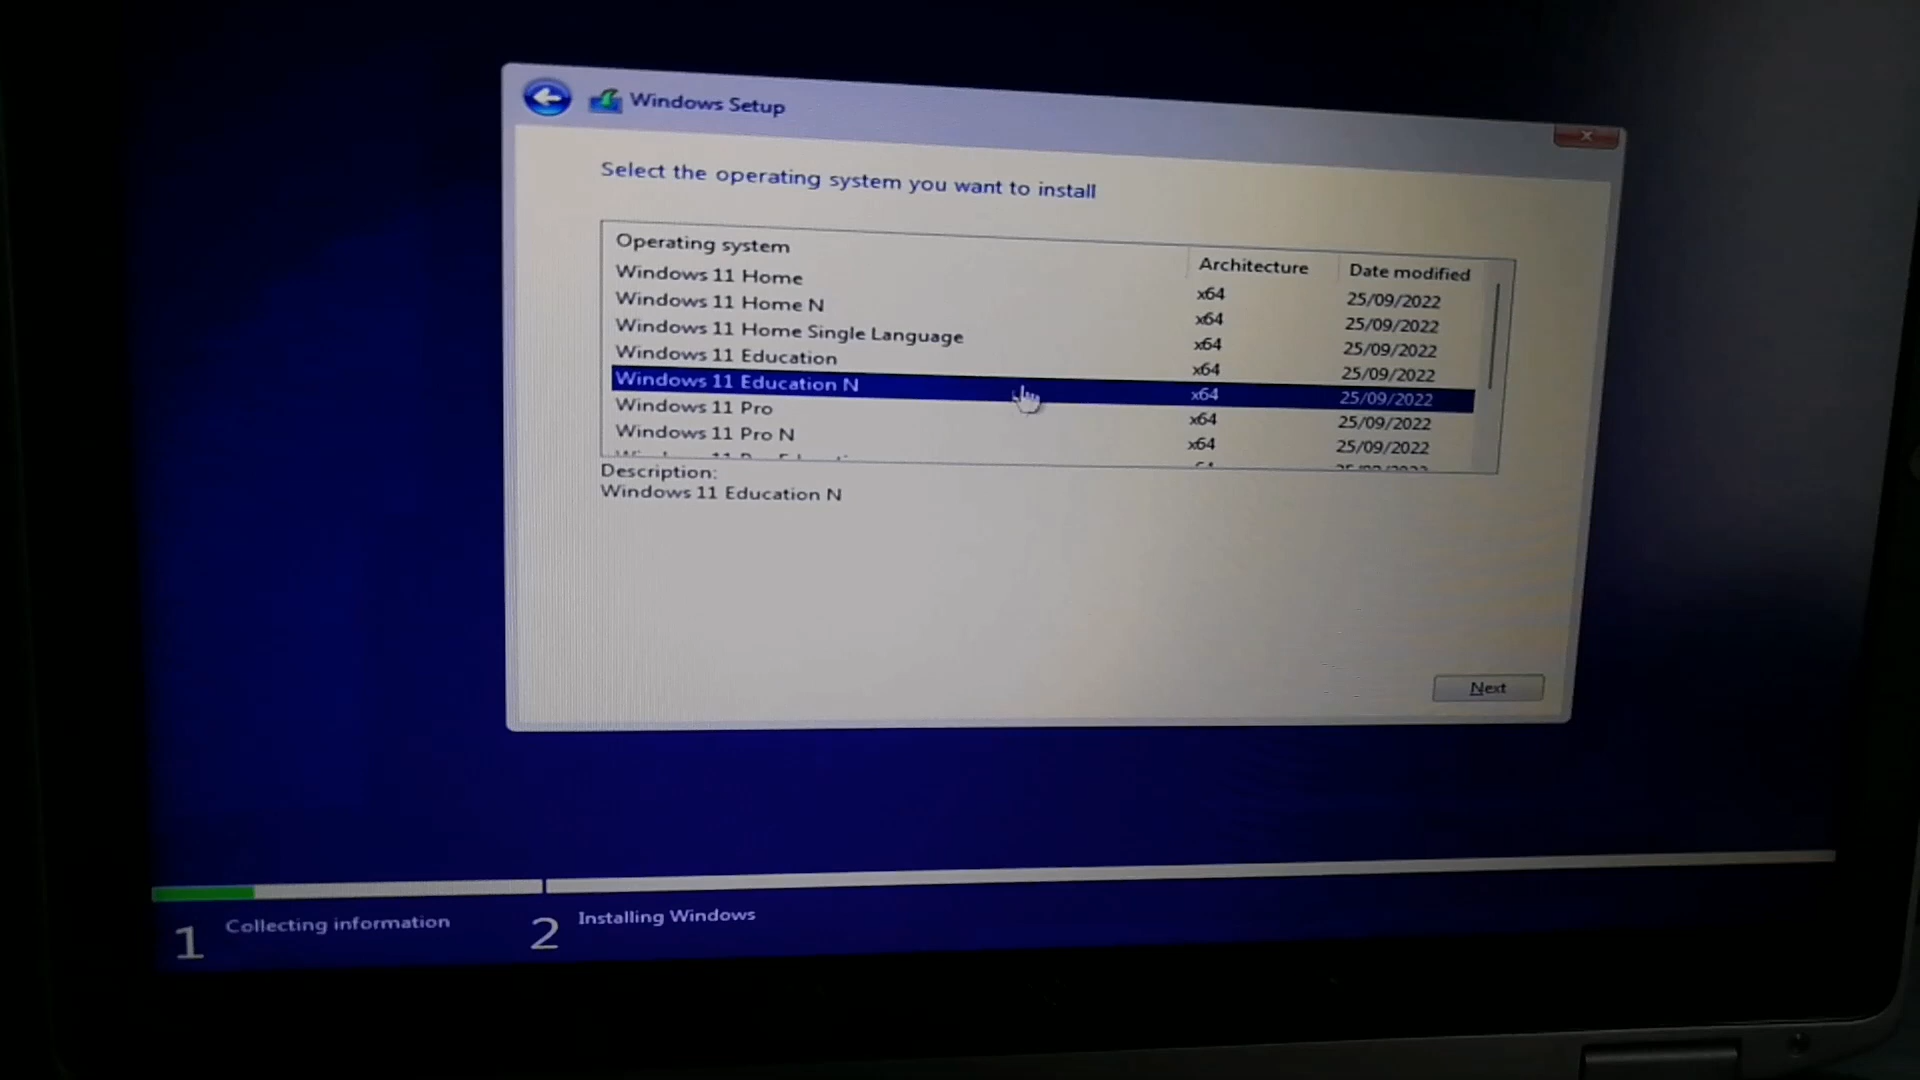 Windows Setup
Select the operating system you want to install
Operating system Architecture Date modified
Windows 11 Home x64 25/09/2022
Windows 11 Home N x64 25/09/2022
Windows 11 Home Single Language x64 25/09/2022
Windows 11 Education x64 25/09/2022
Windows 11 Education N x64 25/09/2022
Windows 11 Pro x64 25/09/2022
Windows 11 Pro N x64 25/09/2022
Description:
Windows 11 Education N
Next
1 Collecting information 2 Installing Windows